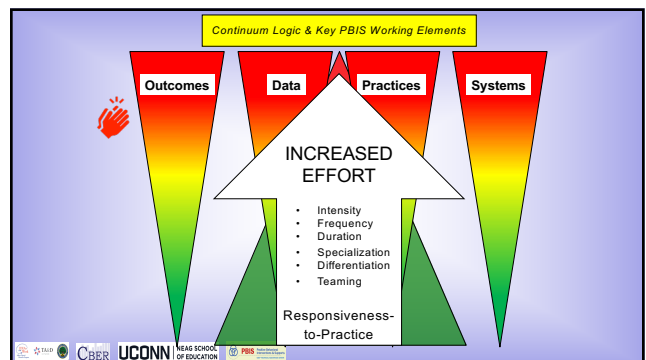 Continuum Logic & Key PBIS Working Elements
Outcomes
Data
Practices
Systems
INCREASED
EFFORT
• Intensity
• Frequency
• Duration
• Specialization
• Differentiation
• Teaming
Responsiveness-
to-Practice
CBER
UCONN
NEAG SCHOOL
OF EDUCATION
PBIS